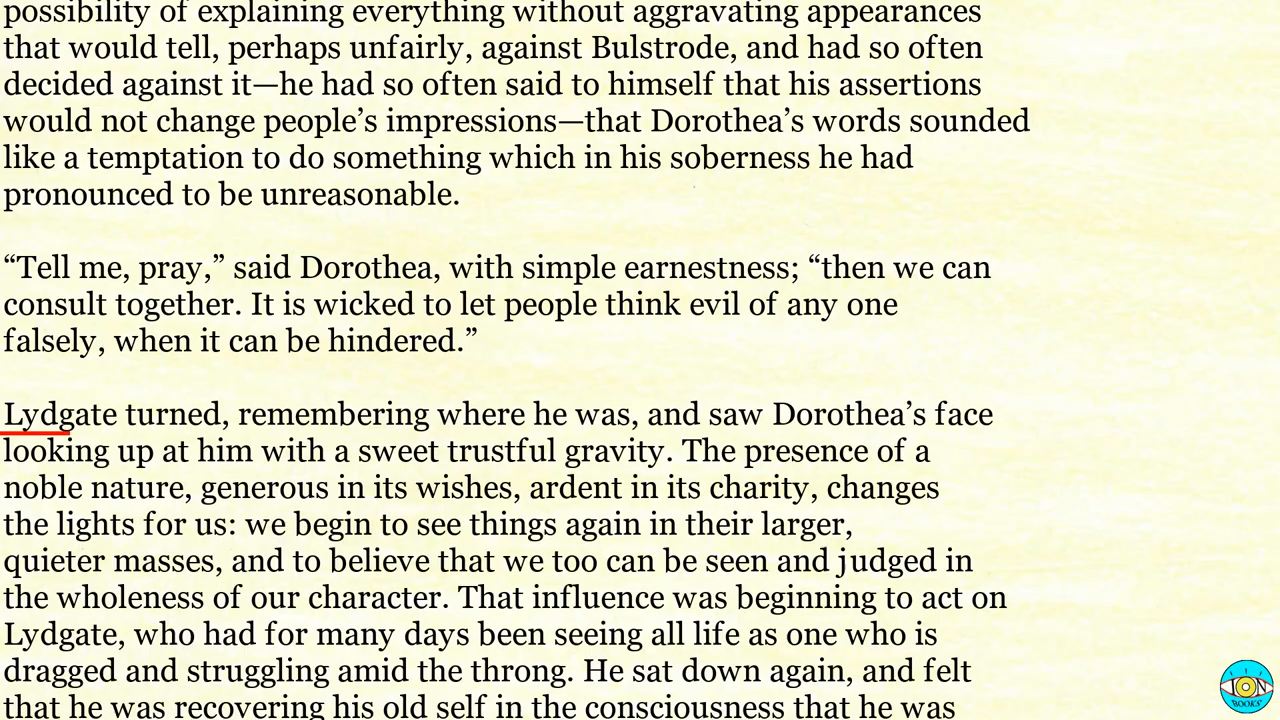 possibility of explaining everything without aggravating appearances
that would tell, perhaps unfairly, against Bulstrode, and had so often
decided against it—he had so often said to himself that his assertions
would not change people’s impressions—that Dorothea’s words sounded
like a temptation to do something which in his soberness he had
pronounced to be unreasonable.
“Tell me, pray,” said Dorothea, with simple earnestness; “then we can
consult together. It is wicked to let people think evil of any one
falsely, when it can be hindered.”
Lydgate turned, remembering where he was, and saw Dorothea’s face
looking up at him with a sweet trustful gravity. The presence of a
noble nature, generous in its wishes, ardent in its charity, changes
the lights for us: we begin to see things again in their larger,
quieter masses, and to believe that we too can be seen and judged in
the wholeness of our character. That influence was beginning to act on
Lydgate, who had for many days been seeing all life as one who is
dragged and struggling amid the throng. He sat down again, and felt
that he was recovering his old self in the consciousness that he was
ION
BOOKS